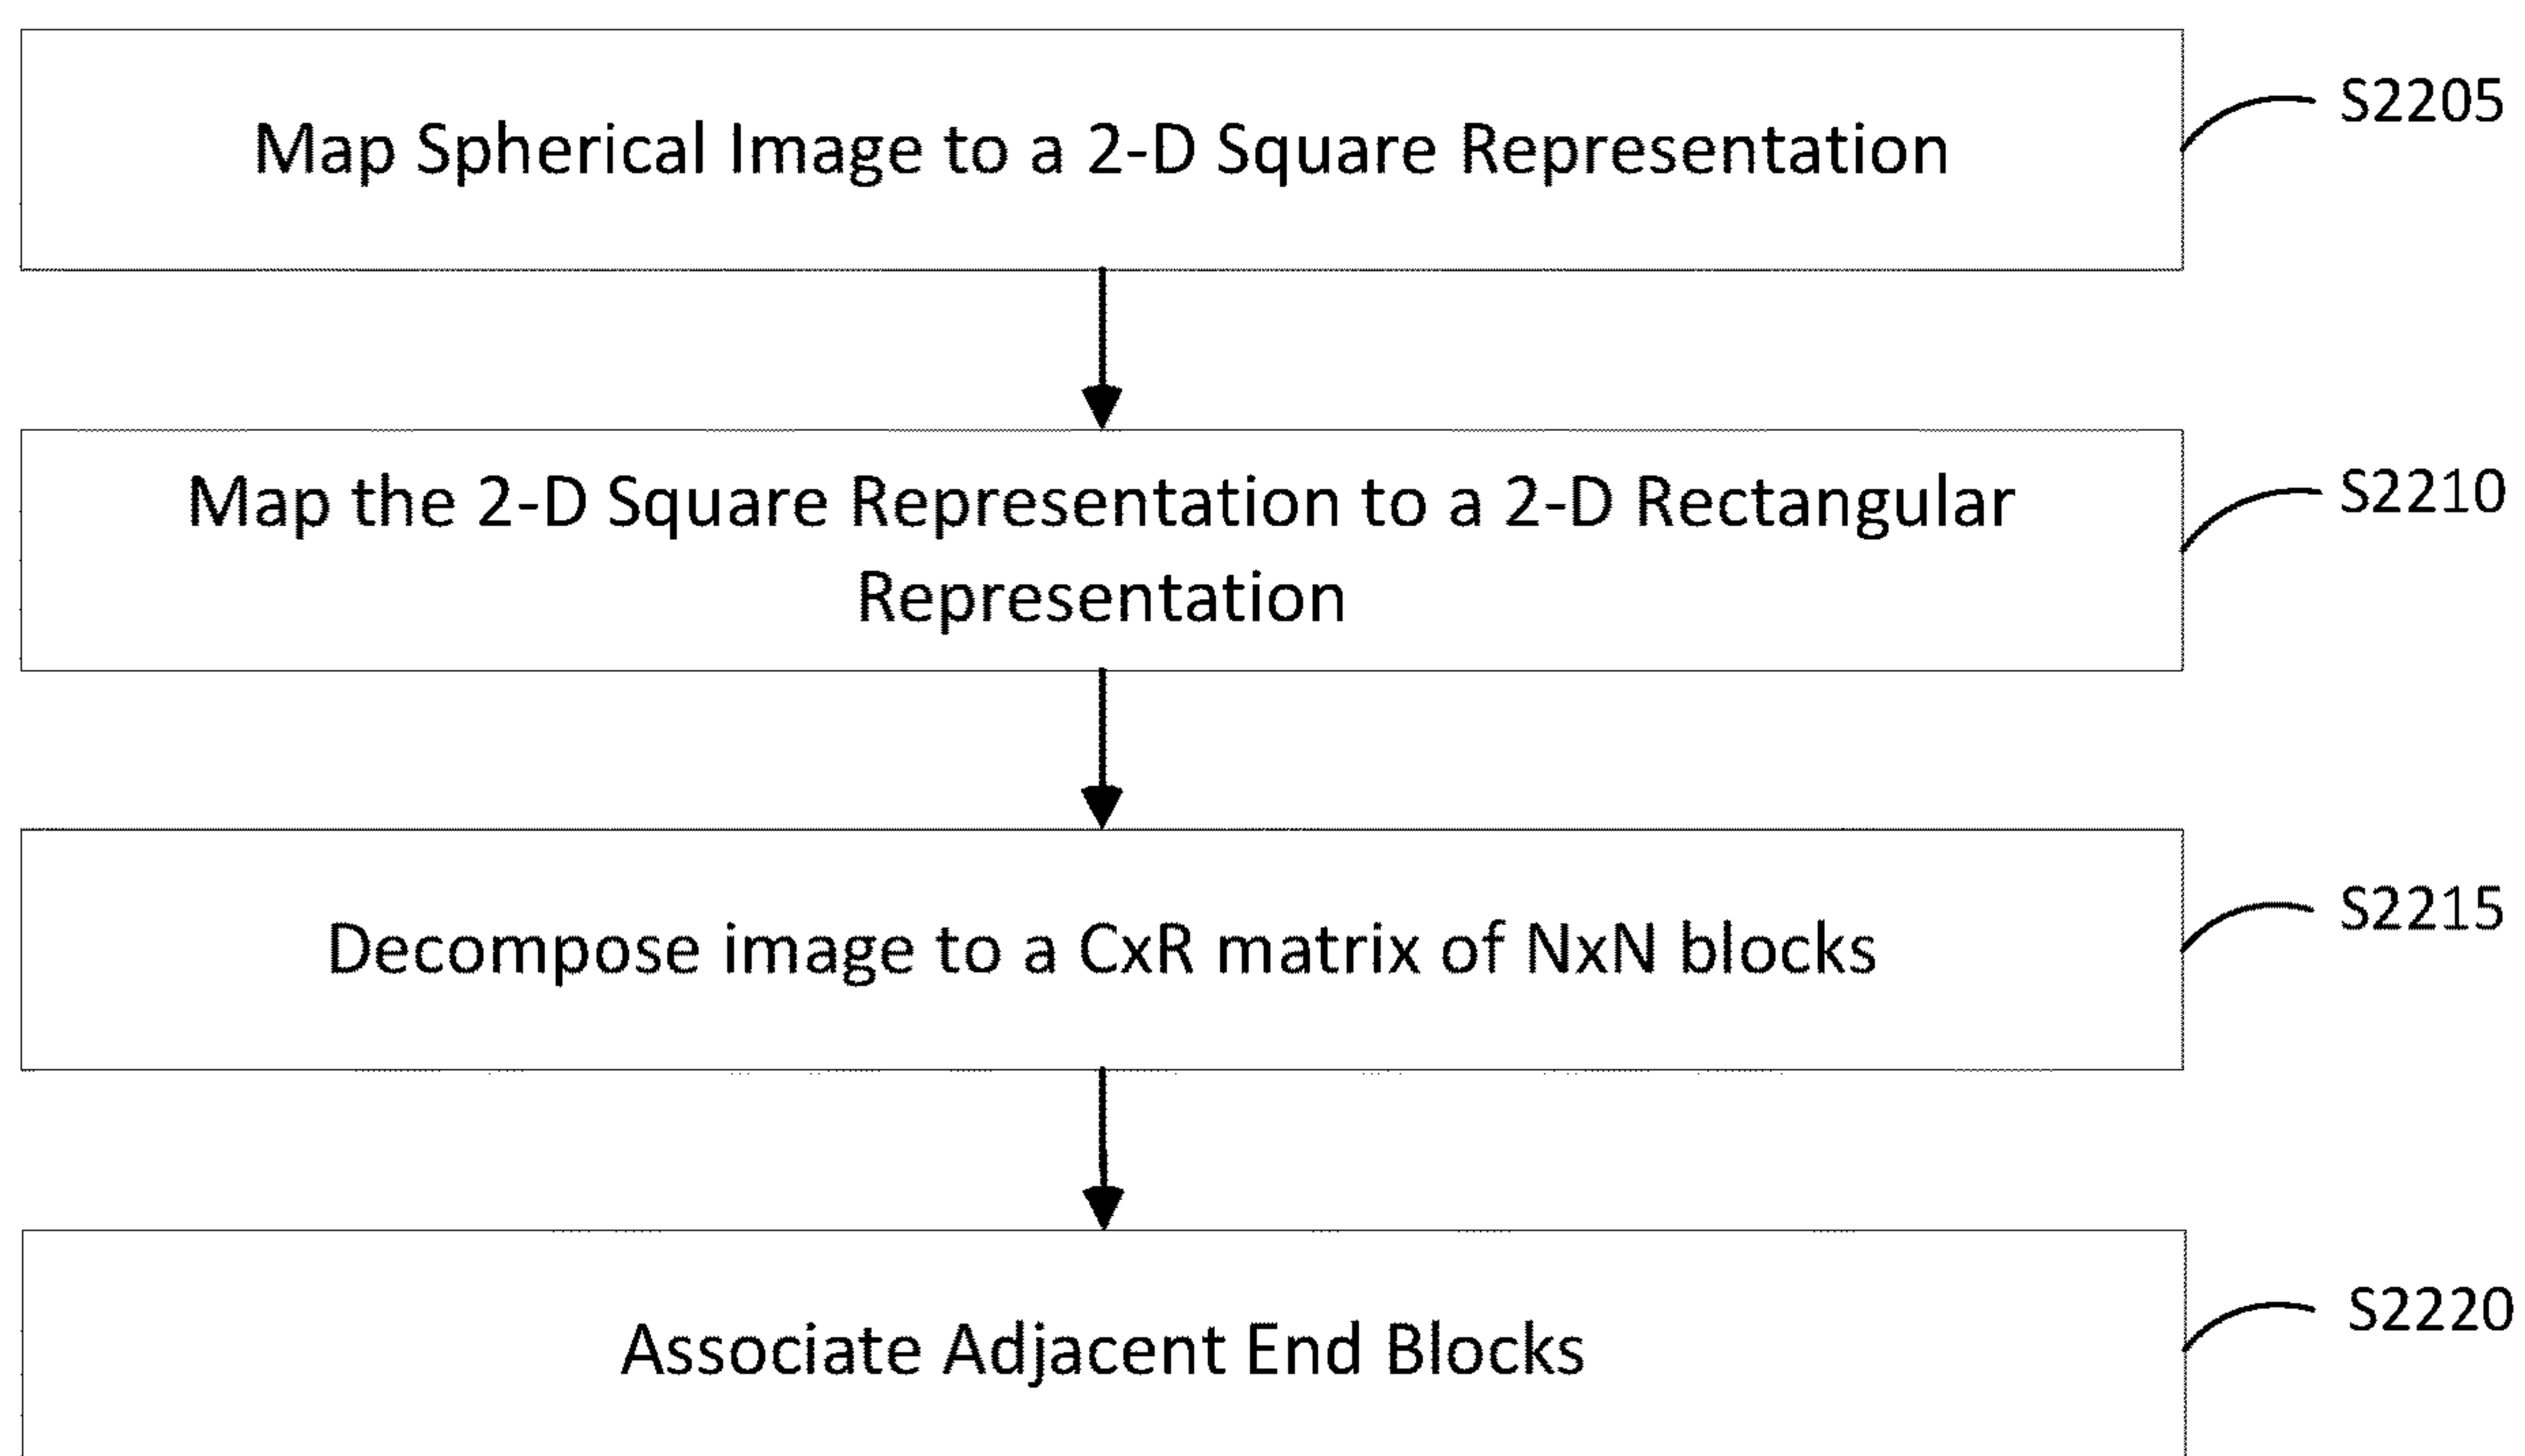 Map Spherical Image to a 2-D Square Representation
S2205
Map the 2-D Square Representation to a 2-D Rectangular
Representation
S2210
Decompose image to a CxR matrix of NxN blocks
S2215
Associate Adjacent End Blocks
S2220